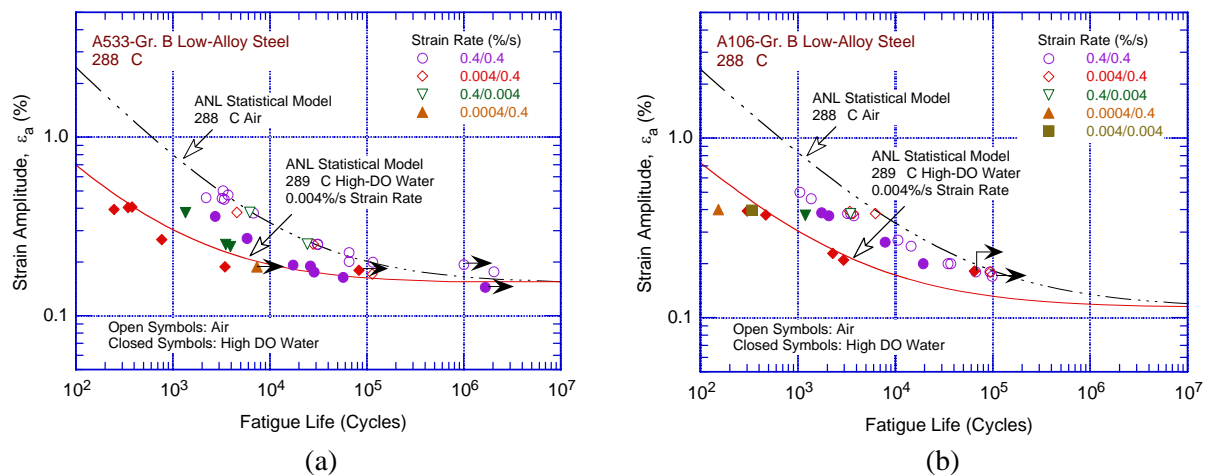 A533-Gr. B Low-Alloy Steel
288 C
Strain Rate (%/s)
0.4/0.4
0.004/0.4
0.4/0.004
0.0004/0.4
ANL Statistical Model
288 C Air
ANL Statistical Model
289 C High-DO Water
0.004%/s Strain Rate
Open Symbols: Air
Closed Symbols: High DO Water
Strain Amplitude, εa (%)
1.0
0.1
10² 10³ 10⁴ 10⁵ 10⁶ 10⁷
Fatigue Life (Cycles)
(a)
A106-Gr. B Low-Alloy Steel
288 C
Strain Rate (%/s)
0.4/0.4
0.004/0.4
0.4/0.004
0.0004/0.4
0.004/0.004
ANL Statistical Model
288 C Air
ANL Statistical Model
289 C High-DO Water
0.004%/s Strain Rate
Open Symbols: Air
Closed Symbols: High DO Water
Strain Amplitude, εa (%)
1.0
0.1
10² 10³ 10⁴ 10⁵ 10⁶ 10⁷
Fatigue Life (Cycles)
(b)